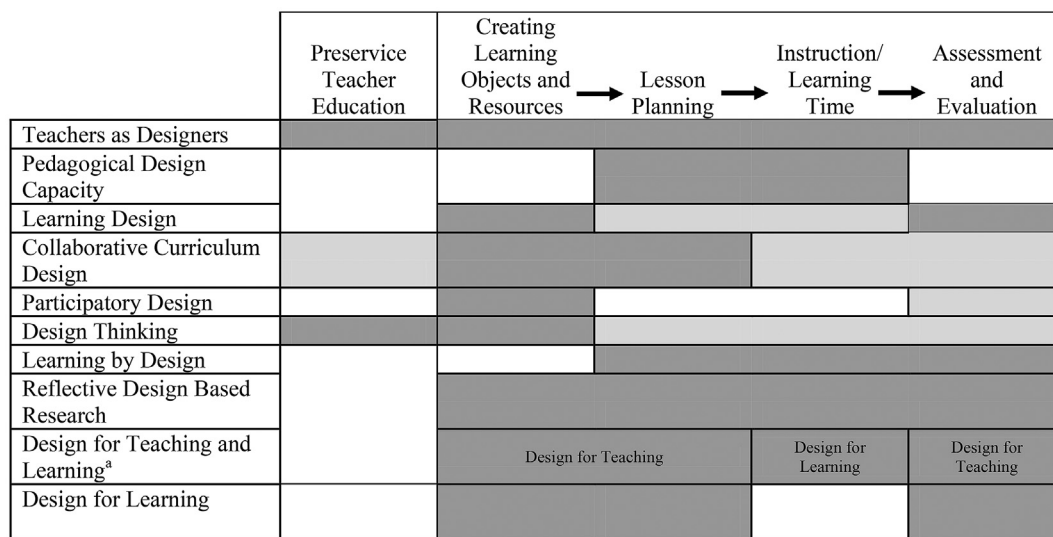 Preservice
Teacher
Education
Creating
Learning
Objects and
Resources
Lesson
Planning
Instruction/
Learning
Time
Assessment
and
Evaluation
Teachers as Designers
Pedagogical Design
Capacity
Learning Design
Collaborative Curriculum
Design
Participatory Design
Design Thinking
Learning by Design
Reflective Design Based
Research
Design for Teaching and
Learningᵃ
Design for Teaching
Design for
Learning
Design for
Teaching
Design for Learning